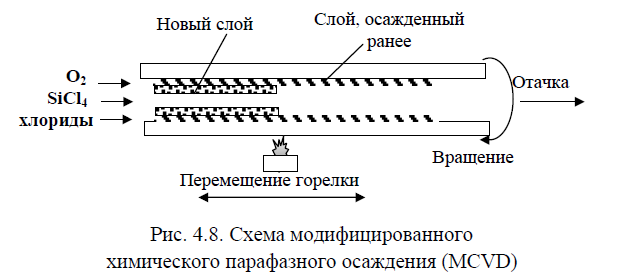 Новый слой
Слой, осажденный
ранее
O2
SiCl4
хлориды
Отачка
Вращение
Перемещение горелки
Рис. 4.8. Схема модифицированного
химического парафазного осаждения (MCVD)